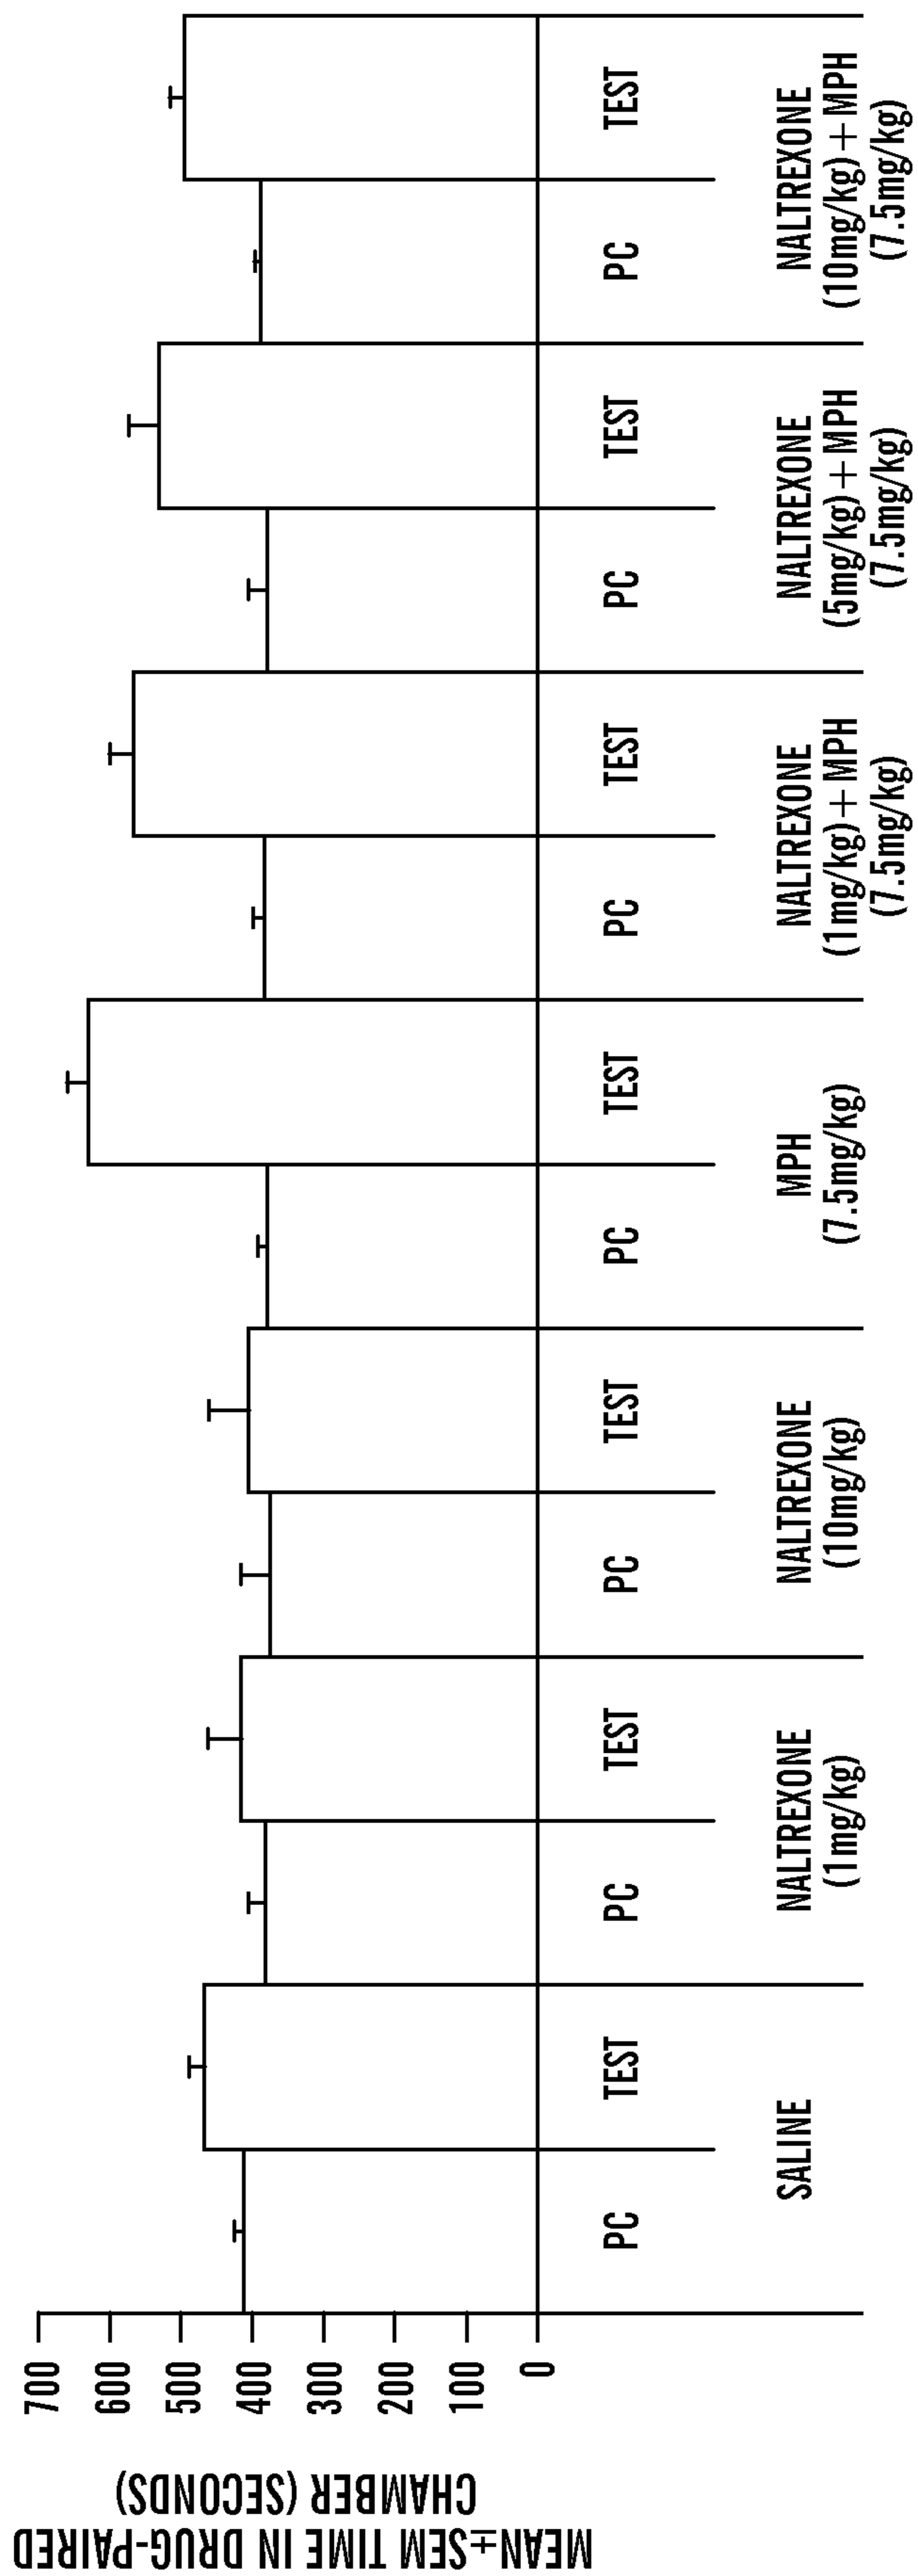 MEAN±SEM TIME IN DRUG-PAIRED
CHAMBER (SECONDS)
700
600
500
400
300
200
100
0
PC
TEST
PC
TEST
PC
TEST
PC
TEST
PC
TEST
PC
TEST
PC
TEST
SALINE
NALTREXONE
(1mg/kg)
NALTREXONE
(10mg/kg)
MPH
(7.5mg/kg)
NALTREXONE
(1mg/kg)+MPH
(7.5mg/kg)
NALTREXONE
(5mg/kg)+MPH
(7.5mg/kg)
NALTREXONE
(10mg/kg)+MPH
(7.5mg/kg)